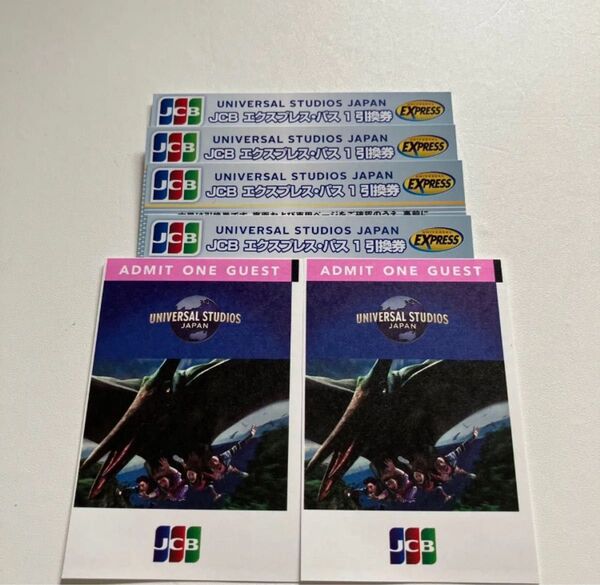 JCB
UNIVERSAL STUDIOS JAPAN
JCB エクスプレス・パス 1 引換券
UNIVERSAL EXPRESS
JCB
UNIVERSAL STUDIOS JAPAN
JCB エクスプレス・パス 1 引換券
UNIVERSAL EXPRESS
JCB
UNIVERSAL STUDIOS JAPAN
JCB エクスプレス・パス 1 引換券
UNIVERSAL EXPRESS
JCB
UNIVERSAL STUDIOS JAPAN
JCB エクスプレス・パス 1 引換券
UNIVERSAL EXPRESS
ADMIT ONE GUEST
UNIVERSAL STUDIOS
JAPAN
JCB
ADMIT ONE GUEST
UNIVERSAL STUDIOS
JAPAN
JCB